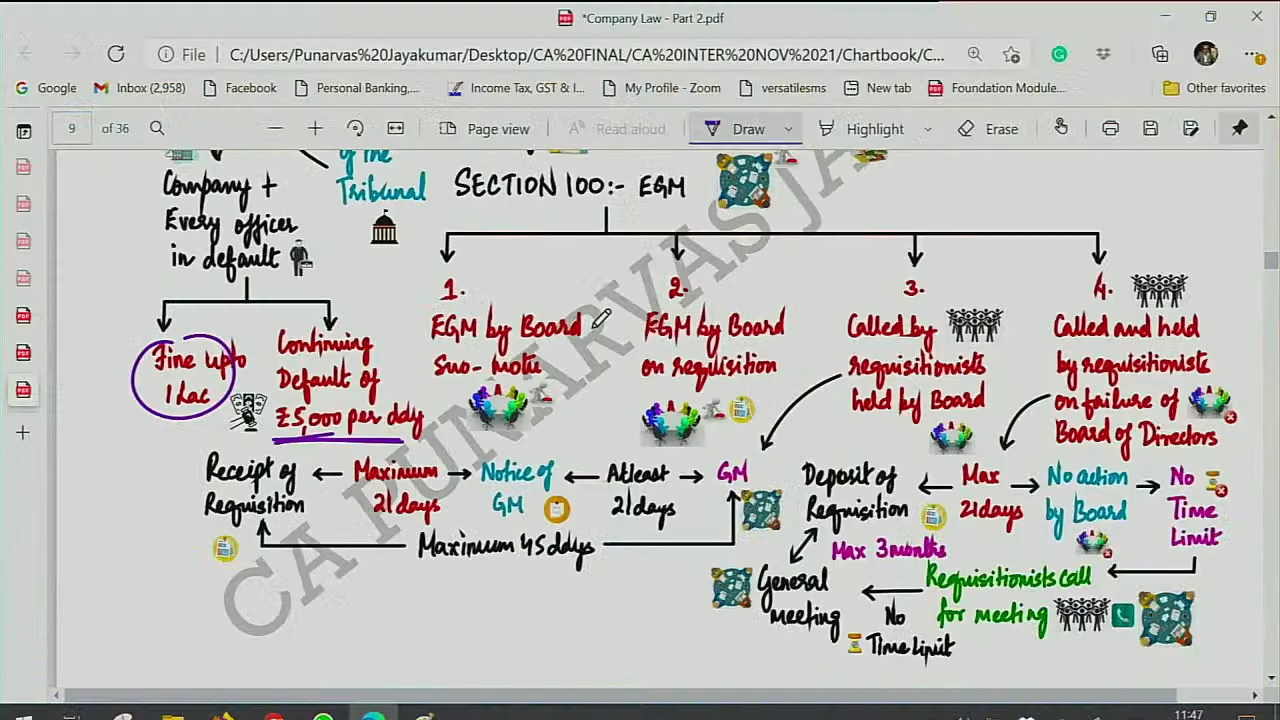 *Company Law - Part 2.pdf
File
C:/Users/Punarvas%20Jayakumar/Desktop/CA%20FINAL/CA%20INTER%20NOV%202021/Chartbook/C...
Google
Inbox (2,958)
Facebook
Personal Banking,...
Income Tax, GST & I...
My Profile - Zoom
versatilesms
New tab
Foundation Module...
Other favorites
9 of 36
Page view
Read aloud
Draw
Highlight
Erase
of the
Tribunal
Company +
Every officer
in default
Fine upto
1 Lac
Continuing
Default of
₹5,000 per day
SECTION 100:- EGM
1.
EGM by Board
Suo-motu
2.
EGM by Board
on requisition
3.
Called by
requisitionists
held by Board
4.
Called and held
by requisitionists
on failure of
Board of Directors
Receipt of
Requisition
Maximum
21 days
Notice of
GM
Atleast
21 days
GM
Maximum 45 days
Deposit of
Requisition
Max
21 days
No action
by Board
No
Time
Limit
Max 3 months
Requisitionists call
for meeting
General
meeting
No
Time limit
CA PUNARVAS JA
11:47